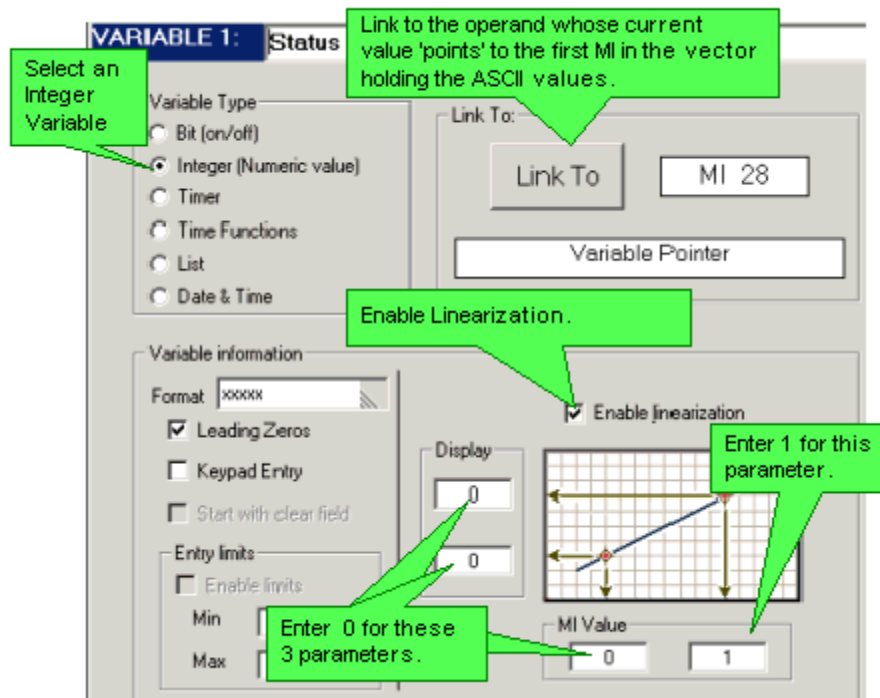 VARIABLE 1:
Status
Link to the operand whose current
value 'points' to the first MI in the vector
holding the ASCII values.
Select an
Integer
Variable
Variable Type
Bit (on/off)
Integer (Numeric value)
Timer
Time Functions
List
Date & Time
Link To:
Link To
MI 28
Variable Pointer
Enable Linearization.
Variable information
Format
xxxxx
Leading Zeros
Keypad Entry
Start with clear field
Entry limits
Enable limits
Min
Max
Enable linearization
Display
0
0
Enter 1 for this
parameter.
Enter 0 for these
3 parameters.
MI Value
0
1